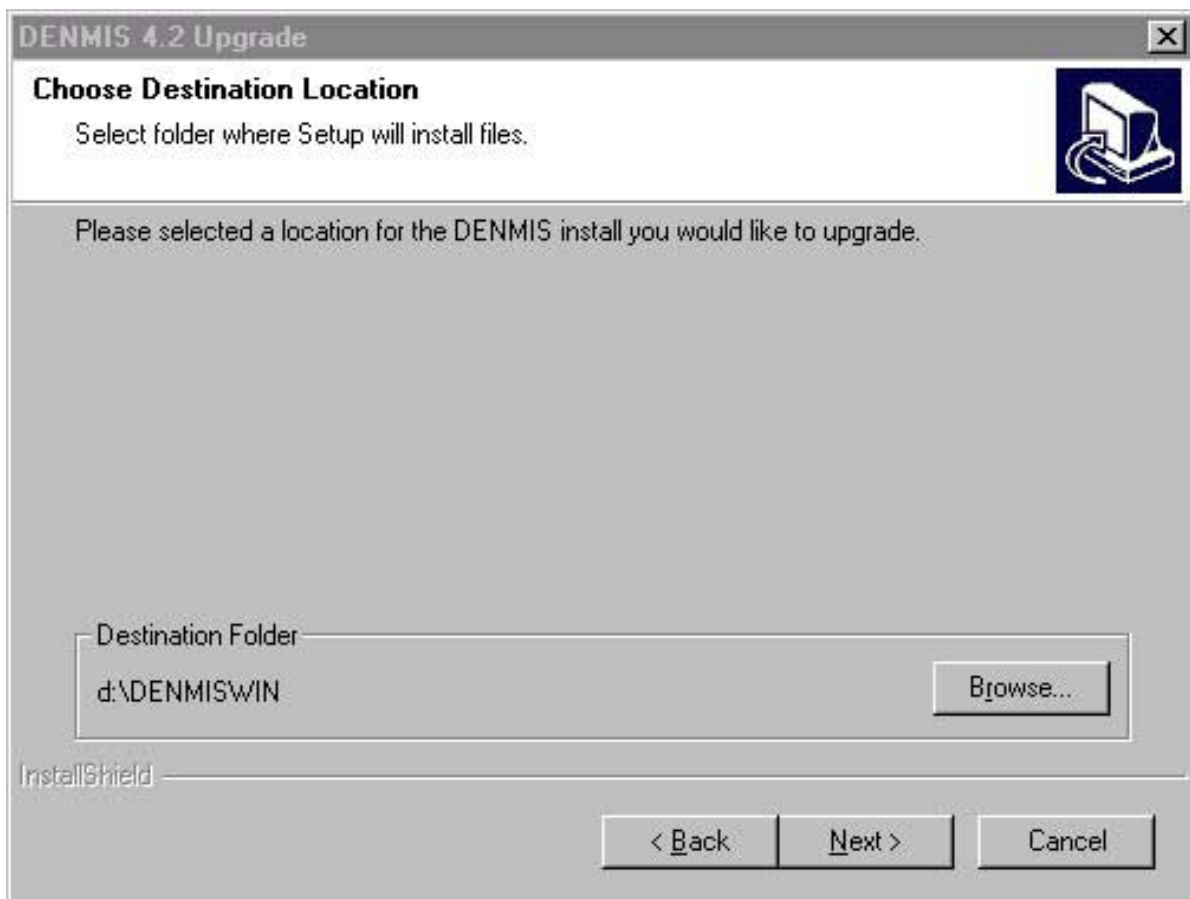 DENMIS 4.2 Upgrade
Choose Destination Location
Select folder where Setup will install files.
Please selected a location for the DENMIS install you would like to upgrade.
Destination Folder
d:\DENMISWIN
Browse...
InstallShield
< Back
Next >
Cancel